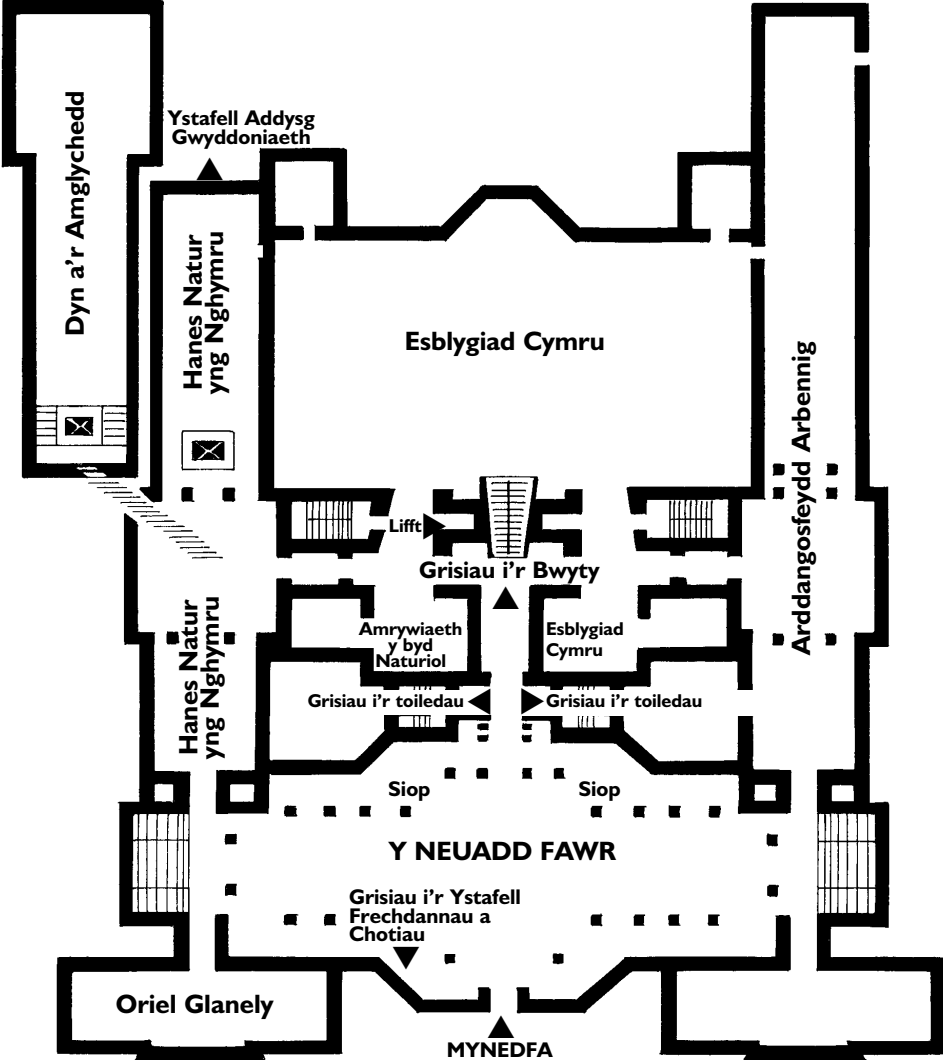 Ystafell Addysg
Gwyddoniaeth
Dyn a'r Amglychedd
Hanes Natur
yng Nghymru
Esblygiad Cymru
Arddangosfeydd Arbennig
Lifft
Grisiau i'r Bwyty
Hanes Natur
yng Nghymru
Amrywiaeth
y byd
Naturiol
Esblygiad
Cymru
Grisiau i'r toiledau
Grisiau i'r toiledau
Siop
Siop
Y NEUADD FAWR
Grisiau i'r Ystafell
Frechdannau a
Chotiau
Oriel Glanely
MYNEDFA